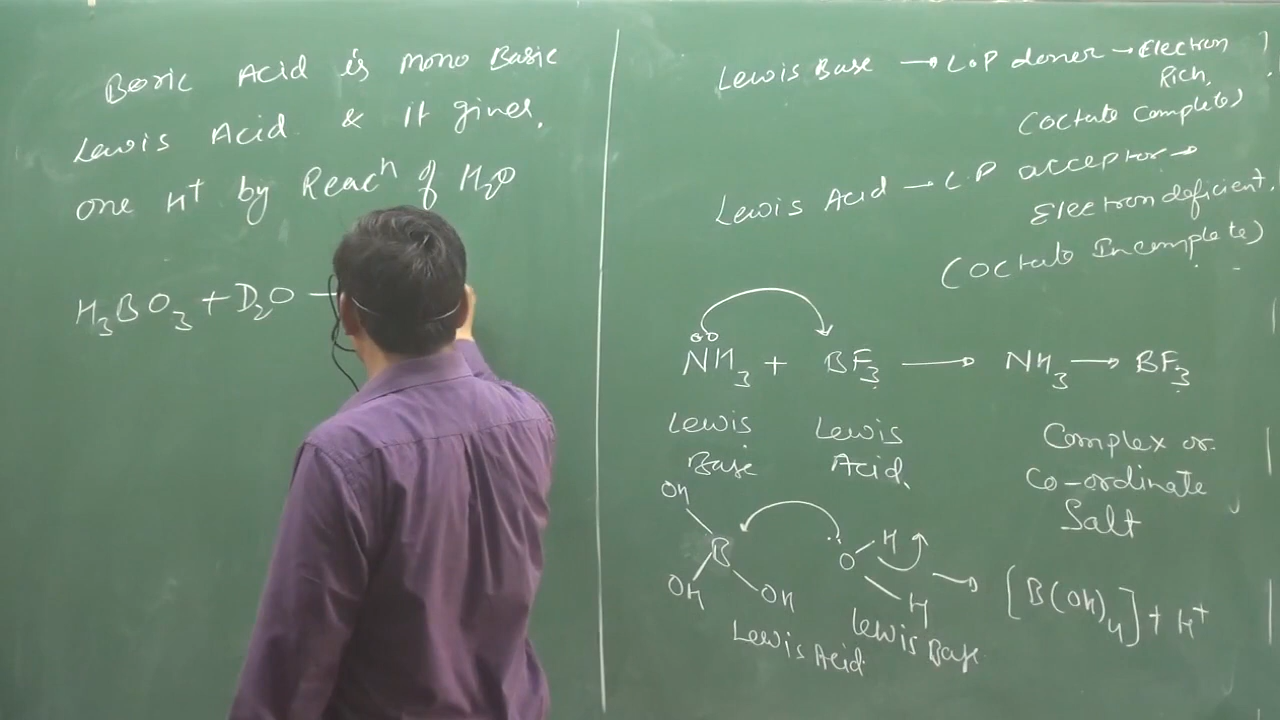 Boric Acid is mono Basic
Lewis Acid & it gives,
one H⁺ by Reacⁿ of H₂O
H₃BO₃ + D₂O —
Lewis Base → L.P doner → Electron
Rich,
(Octate Complete)
Lewis Acid → L.P acceptor →
Electron deficient,
(Octate Incomplete)
NH₃ + BF₃ → NH₃ → BF₃
Lewis Lewis Complex or
Base Acid, Co-ordinate
Salt
OH
B O H
→ [B(OH)₄] + H⁺
OH OH H
Lewis Acid Lewis Base